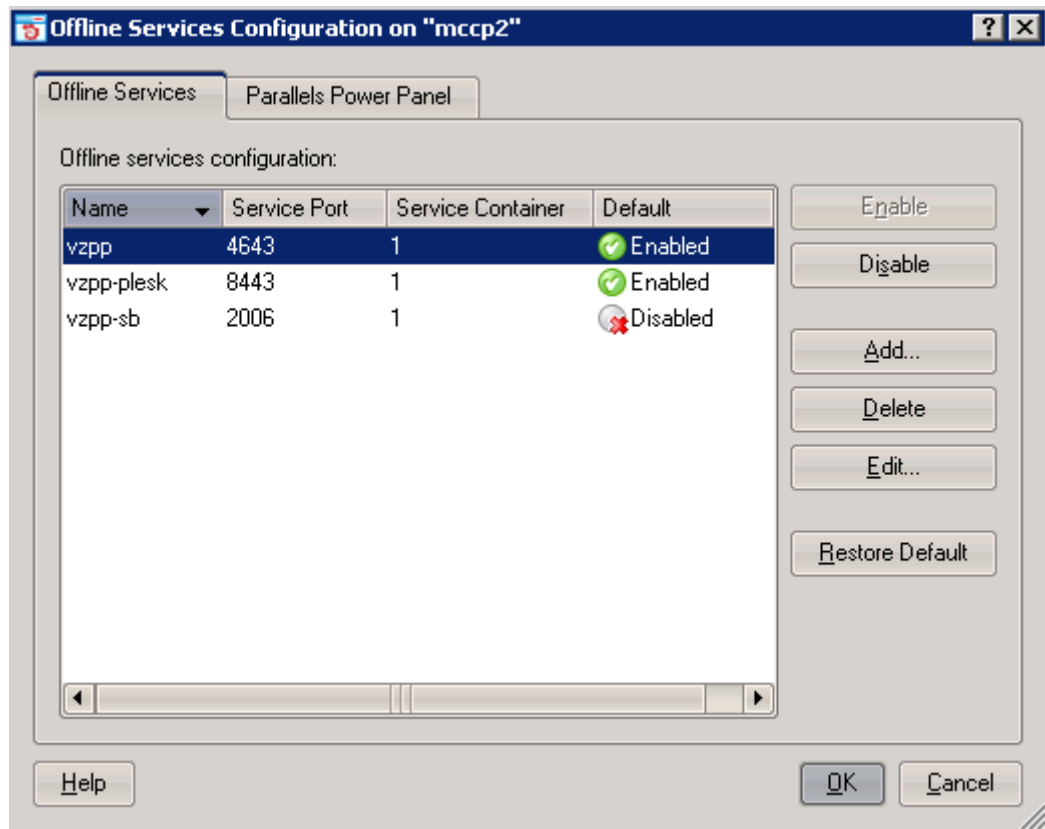 Offline Services Configuration on "mccp2"
Offline Services Parallels Power Panel
Offline services configuration:
Name Service Port Service Container Default
vzpp 4643 1 Enabled
vzpp-plesk 8443 1 Enabled
vzpp-sb 2006 1 Disabled
Enable
Disable
Add...
Delete
Edit...
Restore Default
Help OK Cancel